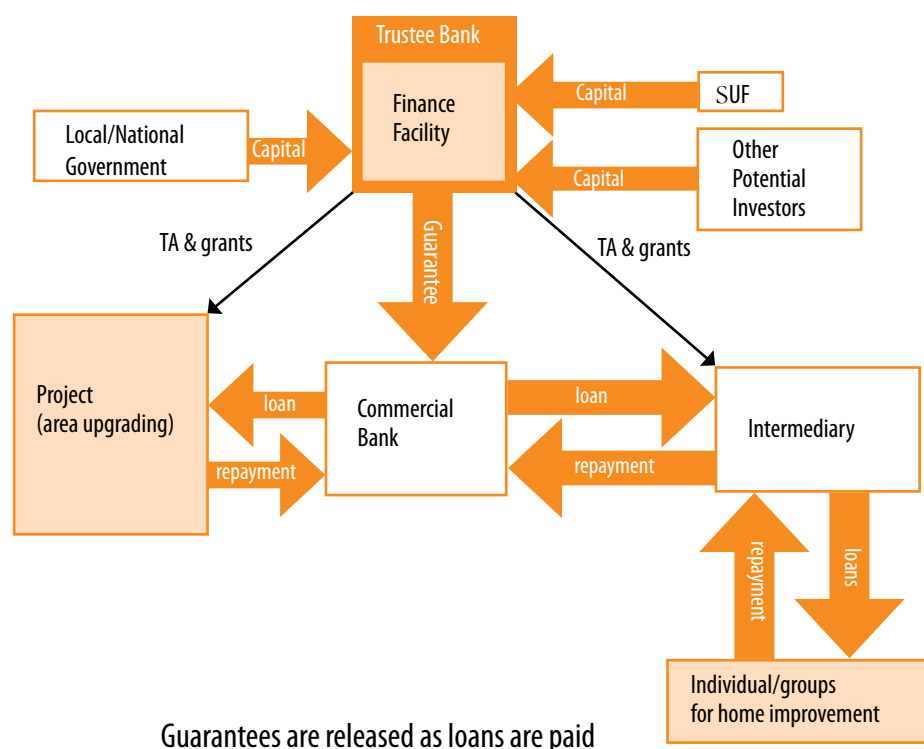 Trustee Bank
Finance
Facility
Capital
SUF
Local/National
Government
Capital
Capital
Other
Potential
Investors
TA & grants
Guarantee
TA & grants
Project
(area upgrading)
loan
repayment
Commercial
Bank
loan
repayment
Intermediary
repayment
loans
Individual/groups
for home improvement
Guarantees are released as loans are paid